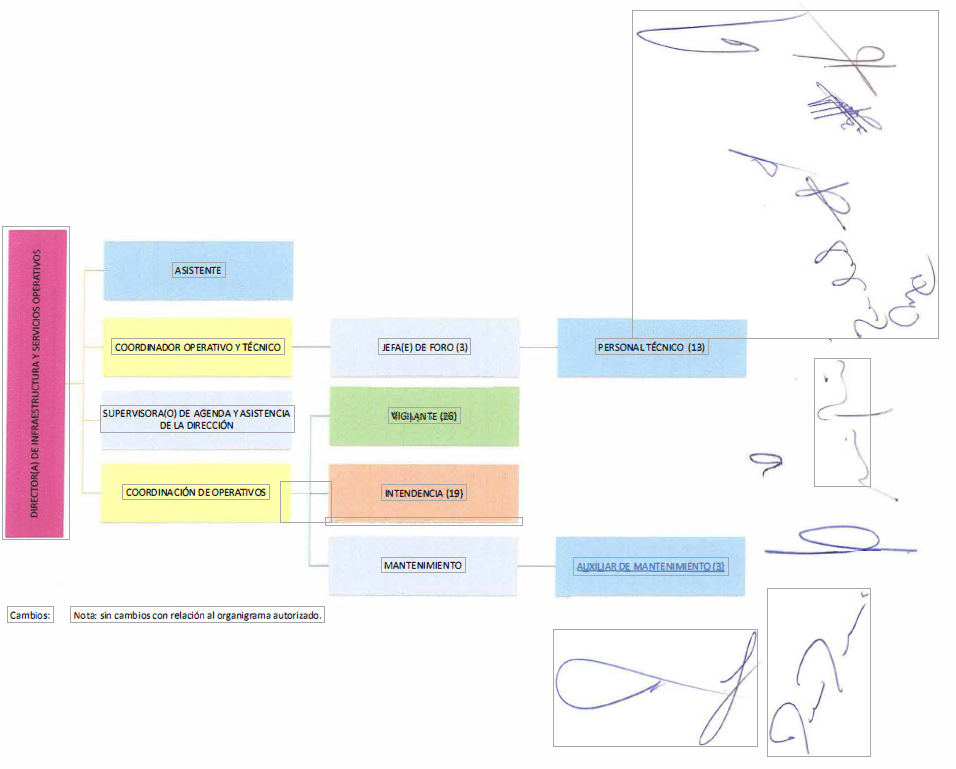 DIRECTOR(A) DE INFRAESTRUCTURA Y SERVICIOS OPERATIVOS
ASISTENTE
COORDINADOR OPERATIVO Y TÉCNICO
JEFA(E) DE FORO (3)
PERSONAL TÉCNICO (13)
SUPERVISORA(O) DE AGENDA Y ASISTENCIA
DE LA DIRECCIÓN
VIGILANTE (26)
COORDINACIÓN DE OPERATIVOS
INTENDENCIA (19)
MANTENIMIENTO
AUXILIAR DE MANTENIMIENTO (3)
Cambios:
Nota: sin cambios con relación al organigrama autorizado.